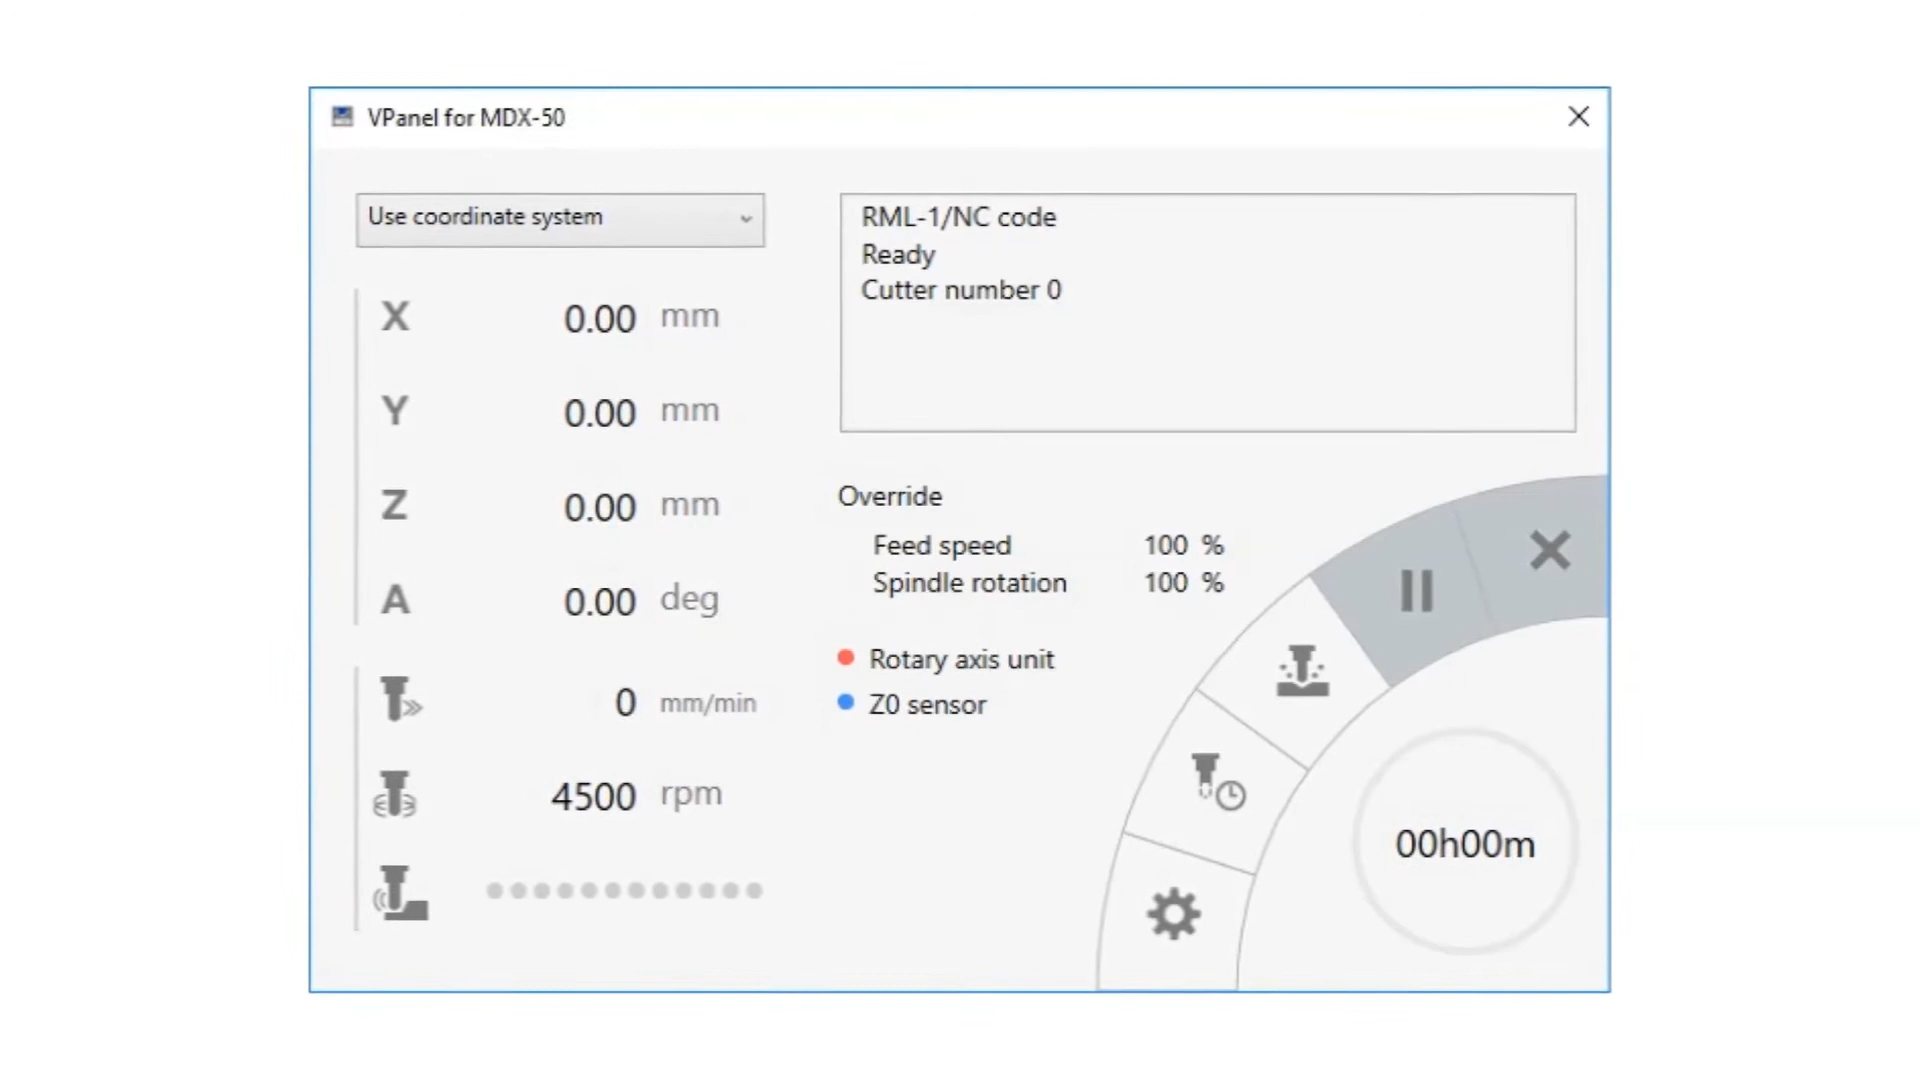 VPanel for MDX-50
Use coordinate system
X 0.00 mm
Y 0.00 mm
Z 0.00 mm
A 0.00 deg
0 mm/min
4500 rpm
RML-1/NC code
Ready
Cutter number 0
Override
Feed speed 100 %
Spindle rotation 100 %
Rotary axis unit
Z0 sensor
00h00m